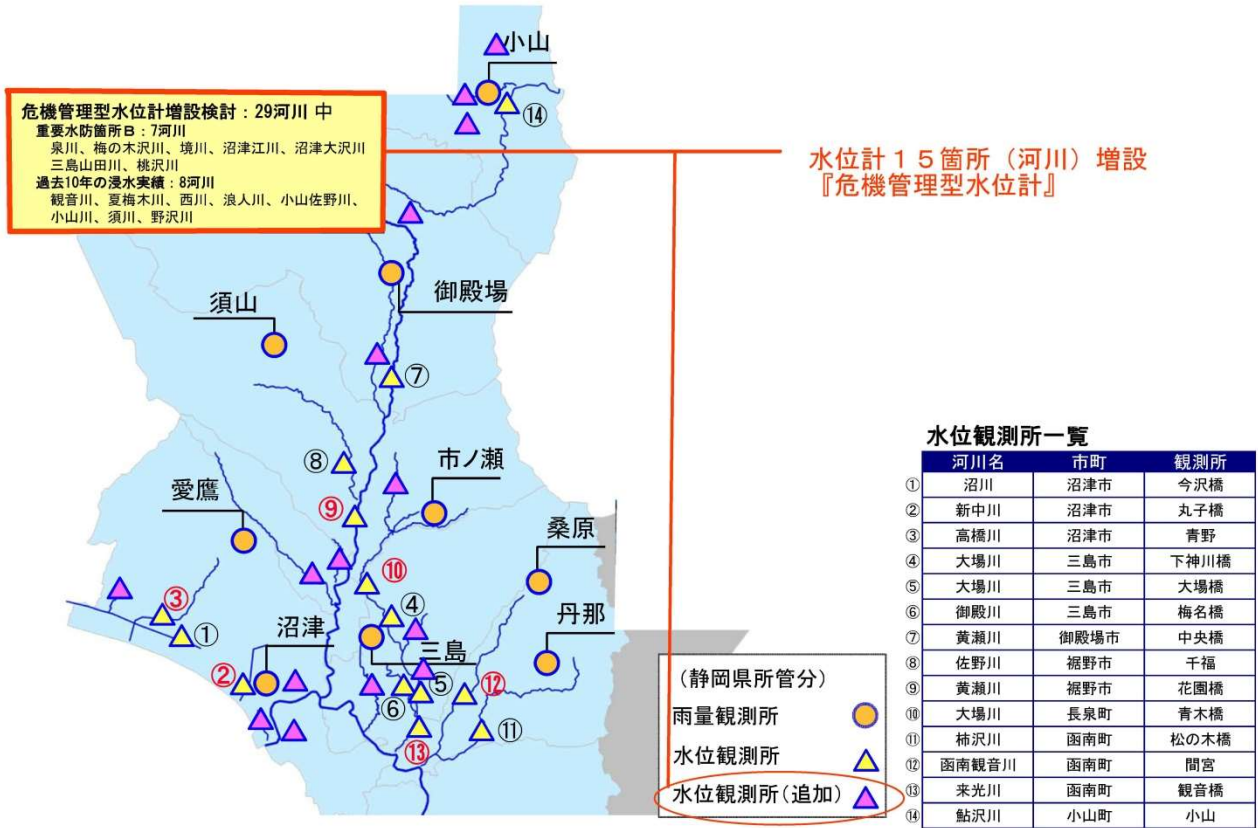 小山
⑭
危機管理型水位計増設検討：29河川 中
重要水防箇所B：7河川
泉川、梅の木沢川、境川、沼津江川、沼津大沢川
三島山田川、桃沢川
過去10年の浸水実績：8河川
観音川、夏梅木川、西川、浪人川、小山佐野川、
小山川、須川、野沢川
水位計１５箇所（河川）増設
『危機管理型水位計』
御殿場
須山
⑦
⑧
市ノ瀬
愛鷹
⑨
桑原
⑩
③
④
丹那
①
沼津
三島
②
⑤
⑫
⑥
⑪
⑬
（静岡県所管分）
雨量観測所
水位観測所
水位観測所（追加）
水位観測所一覧
河川名 市町 観測所
① 沼川 沼津市 今沢橋
② 新中川 沼津市 丸子橋
③ 高橋川 沼津市 青野
④ 大場川 三島市 下神川橋
⑤ 大場川 三島市 大場橋
⑥ 御殿川 三島市 梅名橋
⑦ 黄瀬川 御殿場市 中央橋
⑧ 佐野川 裾野市 千福
⑨ 黄瀬川 裾野市 花園橋
⑩ 大場川 長泉町 青木橋
⑪ 柿沢川 函南町 松の木橋
⑫ 函南観音川 函南町 間宮
⑬ 来光川 函南町 観音橋
⑭ 鮎沢川 小山町 小山